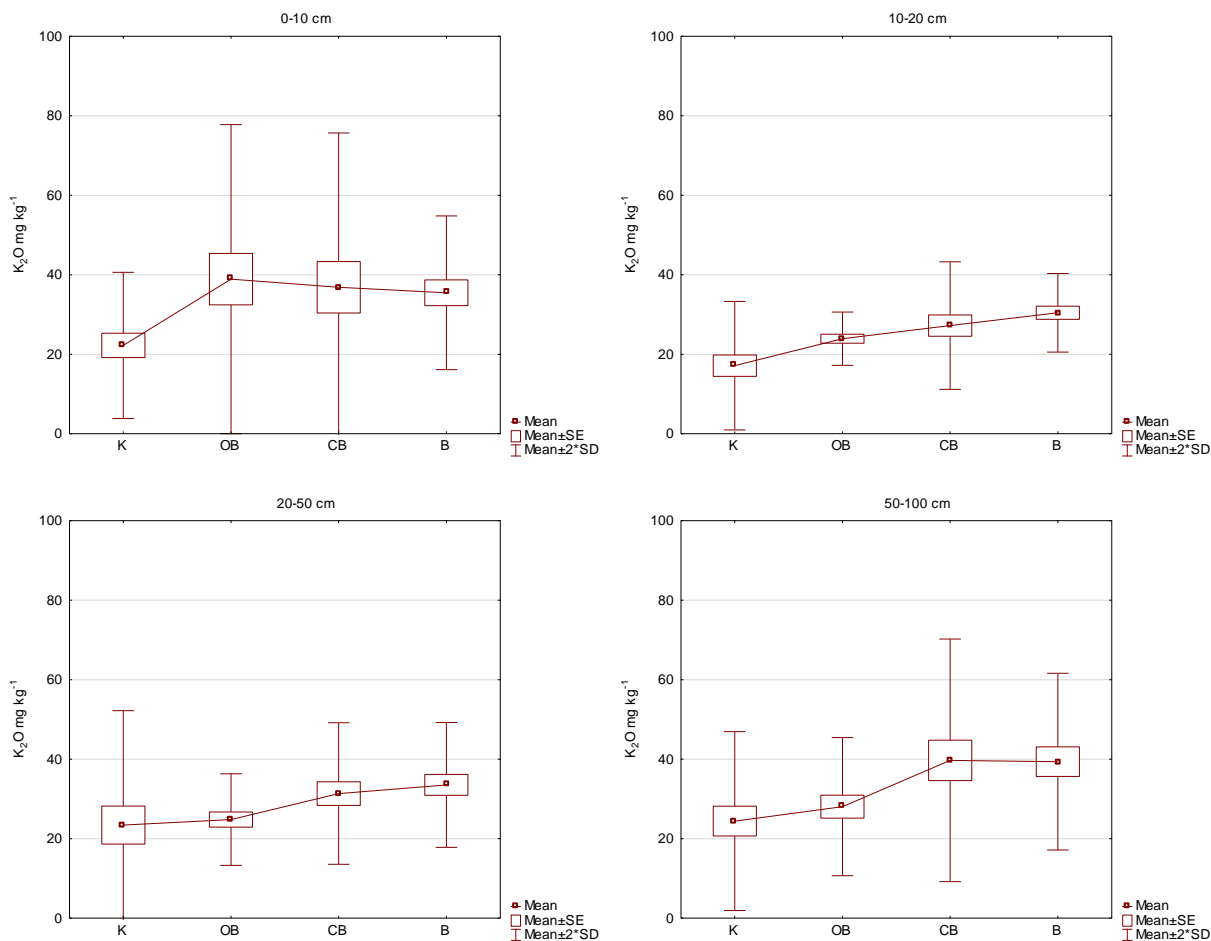 0-10 cm
100
80
60
40
20
0
K₂O mg kg⁻¹
K OB CB B
Mean
Mean±SE
Mean±2*SD
10-20 cm
100
80
60
40
20
0
K₂O mg kg⁻¹
K OB CB B
Mean
Mean±SE
Mean±2*SD
20-50 cm
100
80
60
40
20
0
K₂O mg kg⁻¹
K OB CB B
Mean
Mean±SE
Mean±2*SD
50-100 cm
100
80
60
40
20
0
K₂O mg kg⁻¹
K OB CB B
Mean
Mean±SE
Mean±2*SD